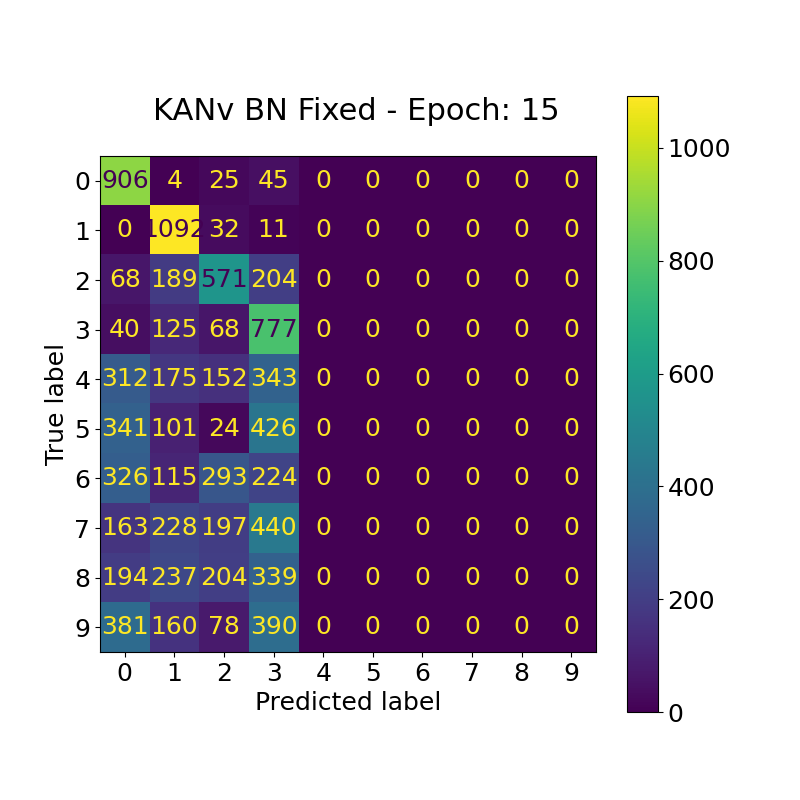 KANv BN Fixed - Epoch: 15
0 906 4 25 45 0 0 0 0 0 0
1 0 1092 32 11 0 0 0 0 0 0
2 68 189 571 204 0 0 0 0 0 0
3 40 125 68 777 0 0 0 0 0 0
4 312 175 152 343 0 0 0 0 0 0
5 341 101 24 426 0 0 0 0 0 0
6 326 115 293 224 0 0 0 0 0 0
7 163 228 197 440 0 0 0 0 0 0
8 194 237 204 339 0 0 0 0 0 0
9 381 160 78 390 0 0 0 0 0 0
0 1 2 3 4 5 6 7 8 9
Predicted label
True label
1000
800
600
400
200
0